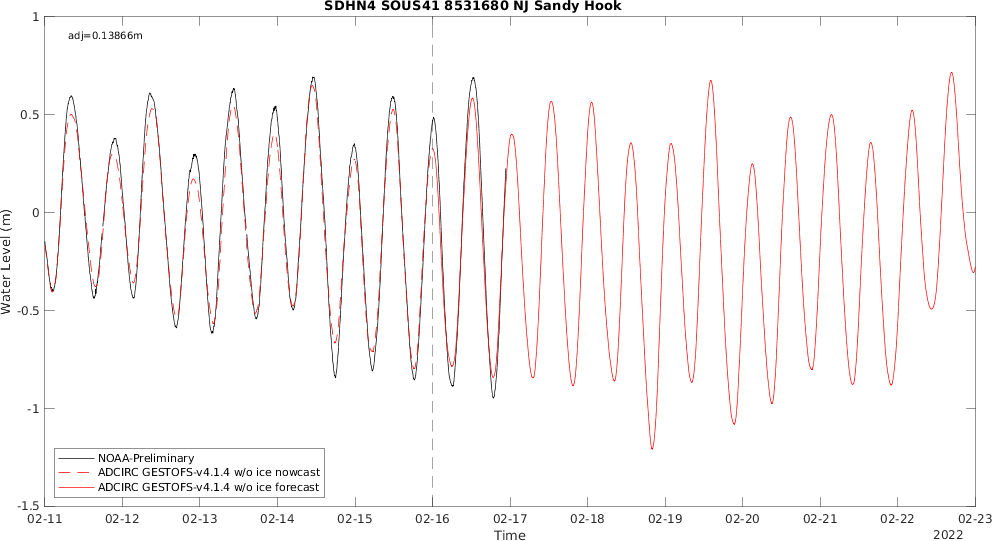 SDHN4 SOUS41 8531680 NJ Sandy Hook
adj=0.13866m
1
0.5
0
-0.5
-1
-1.5
Water Level (m)
NOAA-Preliminary
ADCIRC GESTOFS-v4.1.4 w/o ice nowcast
ADCIRC GESTOFS-v4.1.4 w/o ice forecast
02-11 02-12 02-13 02-14 02-15 02-16 02-17 02-18 02-19 02-20 02-21 02-22 02-23
Time
2022